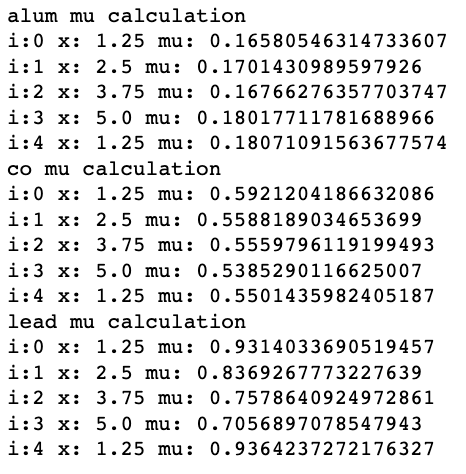 alum mu calculation
i:0 x: 1.25 mu: 0.16580546314733607
i:1 x: 2.5 mu: 0.1701430989597926
i:2 x: 3.75 mu: 0.16766276357703747
i:3 x: 5.0 mu: 0.18017711781688966
i:4 x: 1.25 mu: 0.18071091563677574
co mu calculation
i:0 x: 1.25 mu: 0.5921204186632086
i:1 x: 2.5 mu: 0.5588189034653699
i:2 x: 3.75 mu: 0.5559796119199493
i:3 x: 5.0 mu: 0.5385290116625007
i:4 x: 1.25 mu: 0.5501435982405187
lead mu calculation
i:0 x: 1.25 mu: 0.9314033690519457
i:1 x: 2.5 mu: 0.8369267773227639
i:2 x: 3.75 mu: 0.7578640924972861
i:3 x: 5.0 mu: 0.7056897078547943
i:4 x: 1.25 mu: 0.9364237272176327